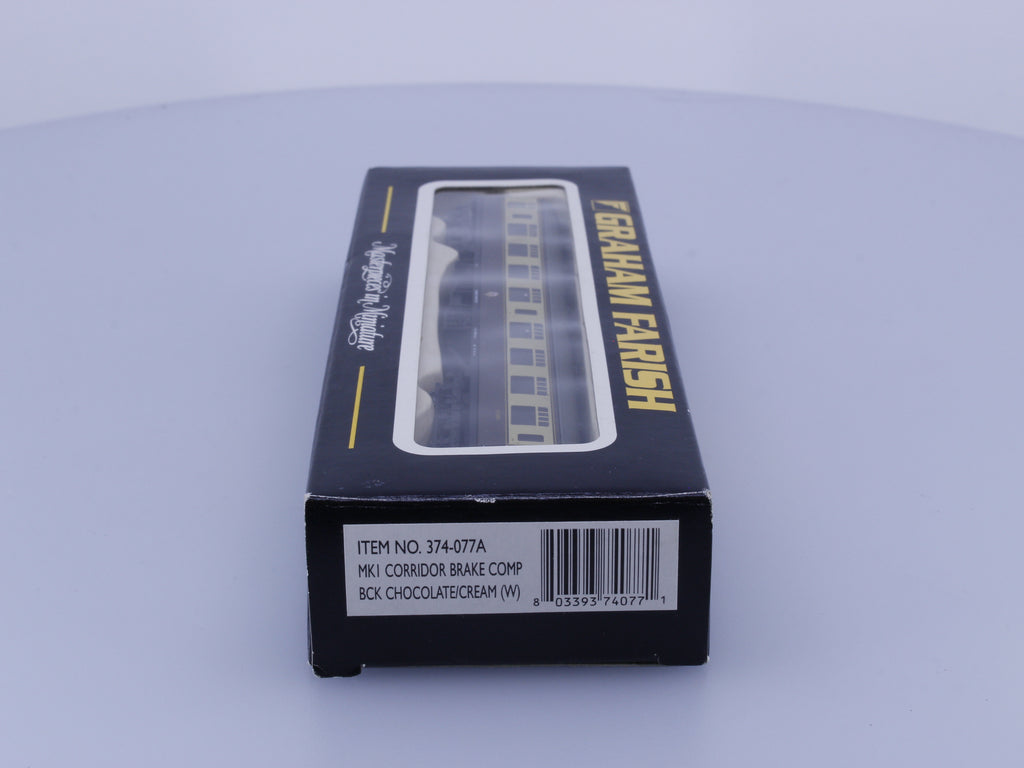 GRAHAM FARISH
Masterpieces in Miniature
ITEM NO. 374-077A
MK1 CORRIDOR BRAKE COMP
BCK CHOCOLATE/CREAM (W)
8 03393 74077 1